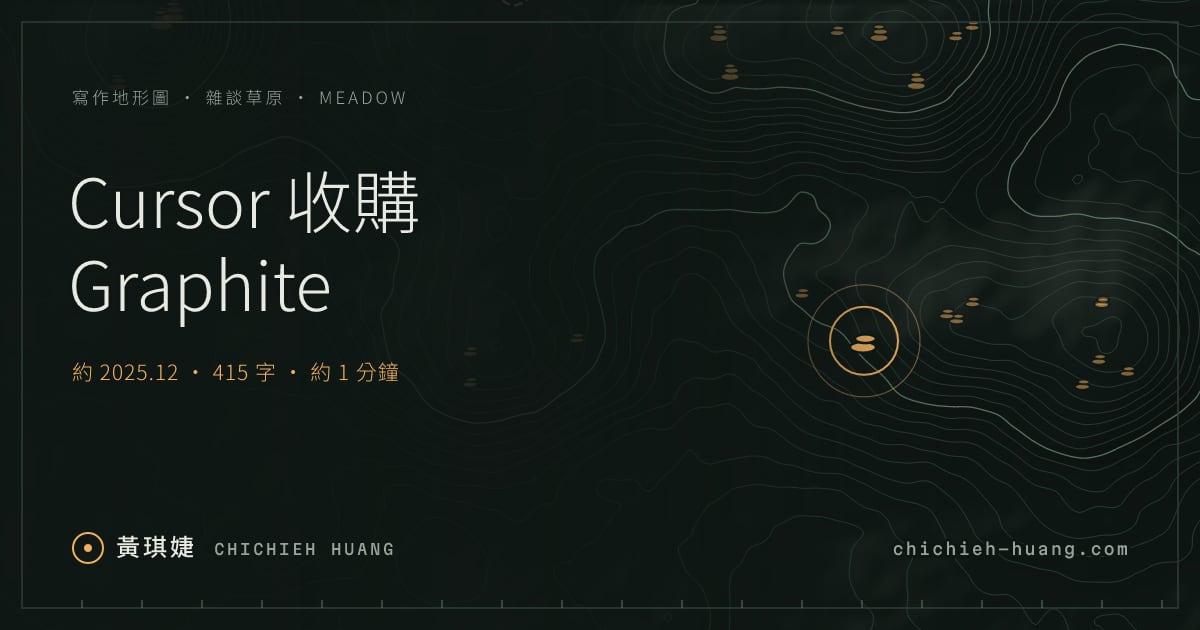 寫作地形圖 · 雜談草原 · MEADOW
Cursor 收購
Graphite
約 2025.12 · 415 字 · 約 1 分鐘
黃琪婕 CHICHIEH HUANG
chichieh-huang.com